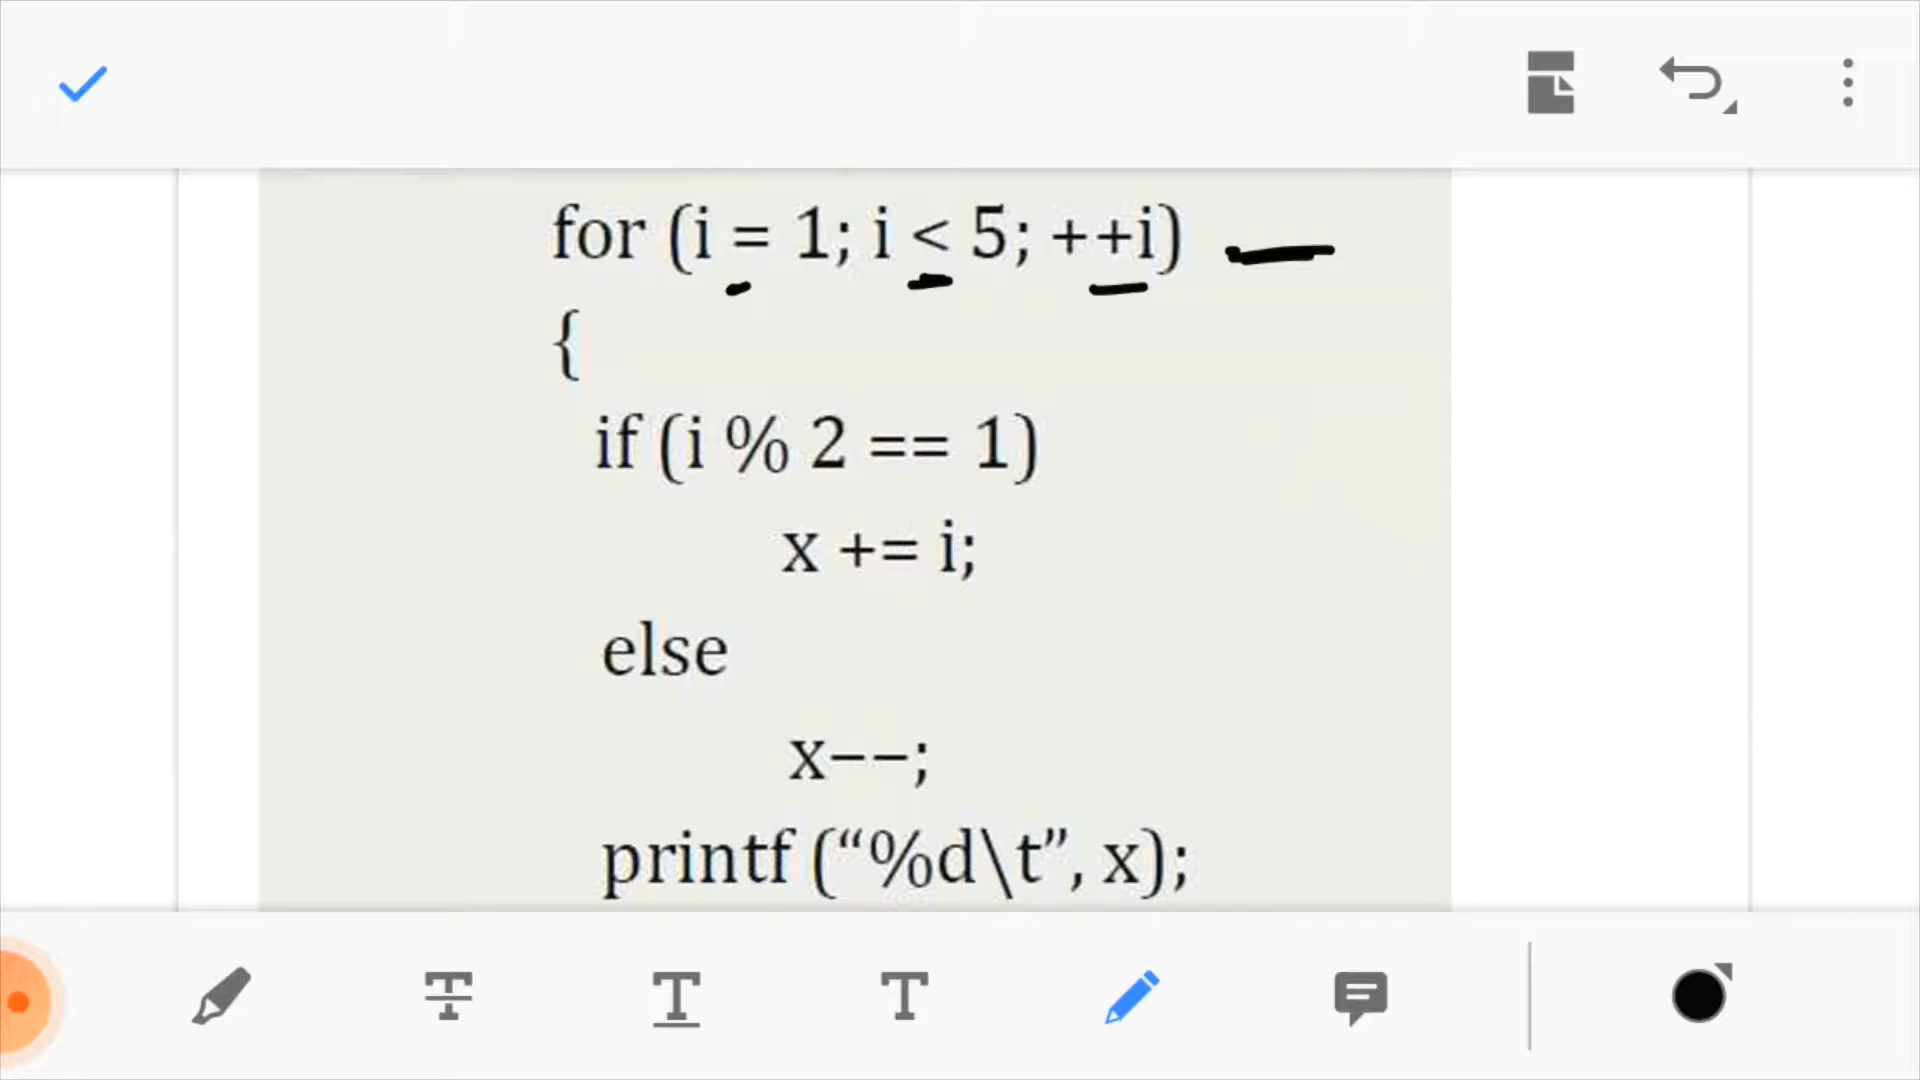 for (i = 1; i < 5; ++i)
{
if (i % 2 == 1)
x += i;
else
x−−;
printf (“%d\t”, x);